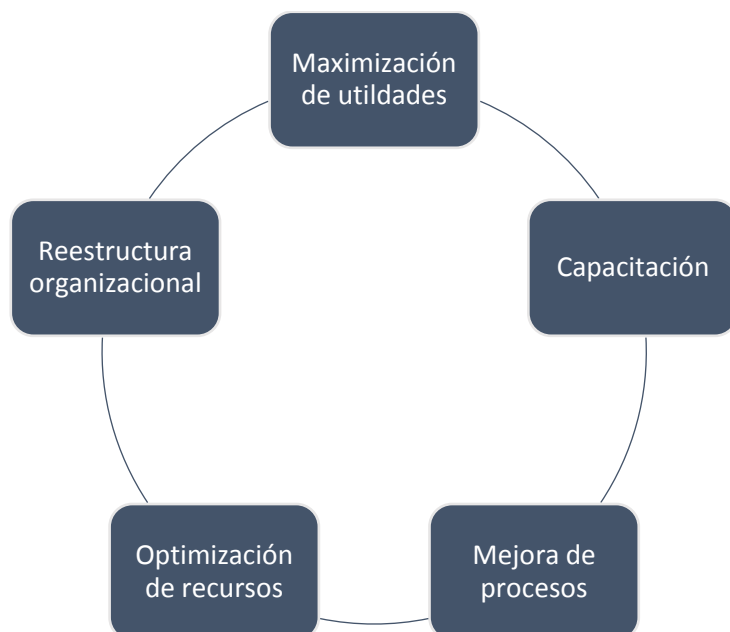 Maximización
de utildades
Capacitación
Mejora de
procesos
Optimización
de recursos
Reestructura
organizacional